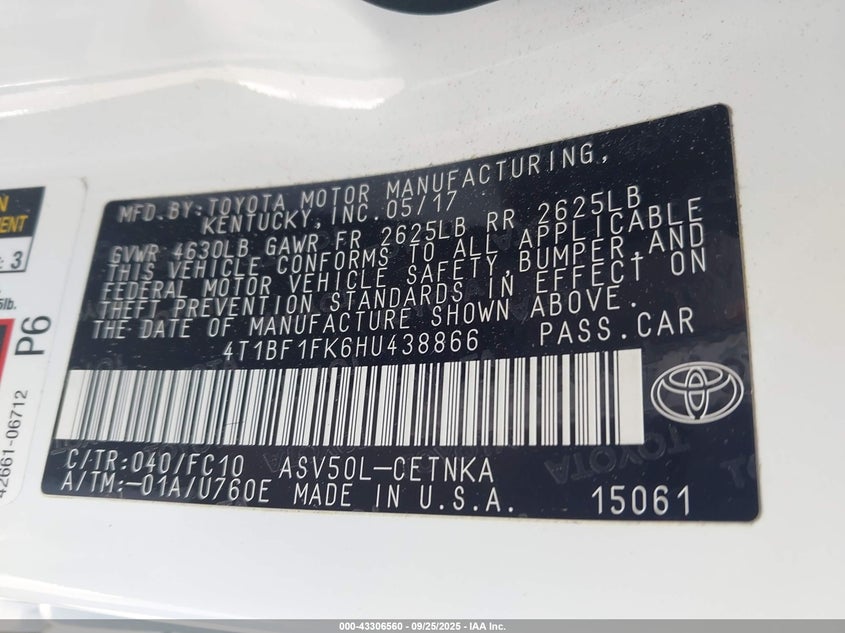 MFD.BY:TOYOTA MOTOR MANUFACTURING,
KENTUCKY, INC.05/17
GVWR 4630LB GAWR FR 2625LB RR 2625LB
THIS VEHICLE CONFORMS TO ALL APPLICABLE
FEDERAL MOTOR VEHICLE SAFETY,BUMPER,AND
THEFT PREVENTION STANDARDS IN EFFECT ON
THE DATE OF MANUFACTURE SHOWN ABOVE.
4T1BF1FK6HU438866 PASS.CAR
C/TR:040/FC10 ASV50L-CETNKA
A/TM:-01A/U760E MADE IN U.S.A. 15061
3
lb.
P6
42661-06712
TOYOTA
000-43306560 - 09/25/2025 - IAA Inc.